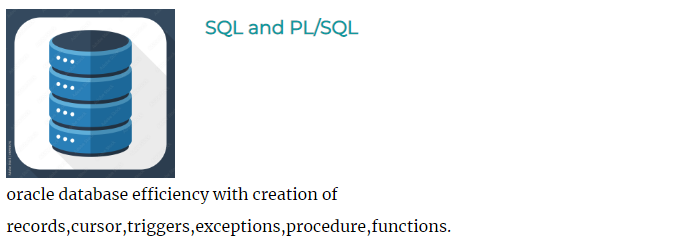 SQL and PL/SQL
oracle database efficiency with creation of
records,cursor,triggers,exceptions,procedure,functions.